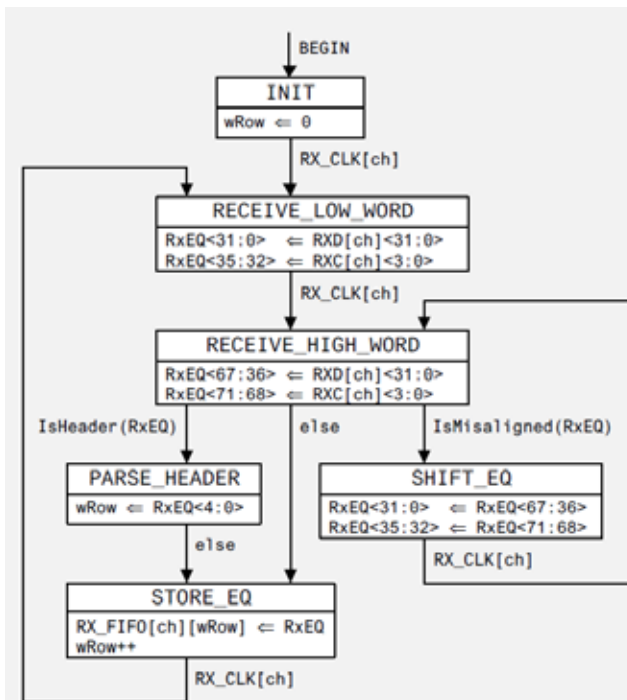 BEGIN
INIT
wRow ⇐ 0
RX_CLK[ch]
RECEIVE_LOW_WORD
RxEQ<31:0> ⇐ RXD[ch]<31:0>
RxEQ<35:32> ⇐ RXC[ch]<3:0>
RX_CLK[ch]
RECEIVE_HIGH_WORD
RxEQ<67:36> ⇐ RXD[ch]<31:0>
RxEQ<71:68> ⇐ RXC[ch]<3:0>
IsHeader(RxEQ) else IsMisaligned(RxEQ)
PARSE_HEADER
wRow ⇐ RxEQ<4:0>
SHIFT_EQ
RxEQ<31:0> ⇐ RxEQ<67:36>
RxEQ<35:32> ⇐ RxEQ<71:68>
else
RX_CLK[ch]
STORE_EQ
RX_FIFO[ch][wRow] ⇐ RxEQ
wRow++
RX_CLK[ch]